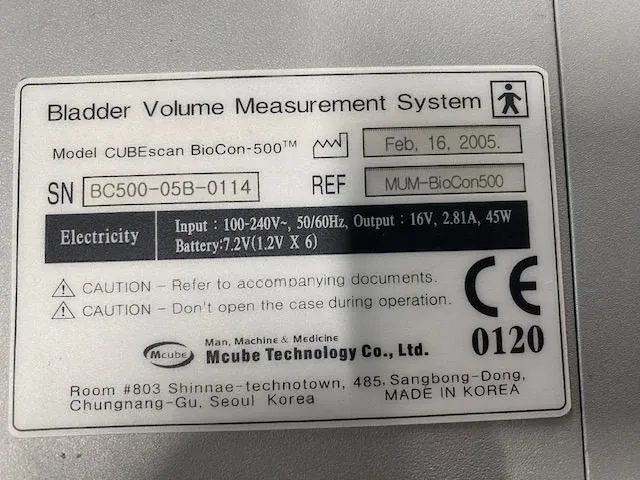 Bladder Volume Measurement System
Model CUBEscan BioCon-500™ Feb, 16, 2005.
SN BC500-05B-0114 REF MUM-BioCon500
Electricity
Input : 100-240V~, 50/60Hz, Output : 16V, 2.81A, 45W
Battery:7.2V(1.2V X 6)
CAUTION - Refer to accompanying documents.
CAUTION - Don't open the case during operation.
CE
0120
Mcube
Man, Machine & Medicine
Mcube Technology Co., Ltd.
Room #803 Shinnae-technotown, 485, Sangbong-Dong,
Chungnang-Gu, Seoul Korea MADE IN KOREA